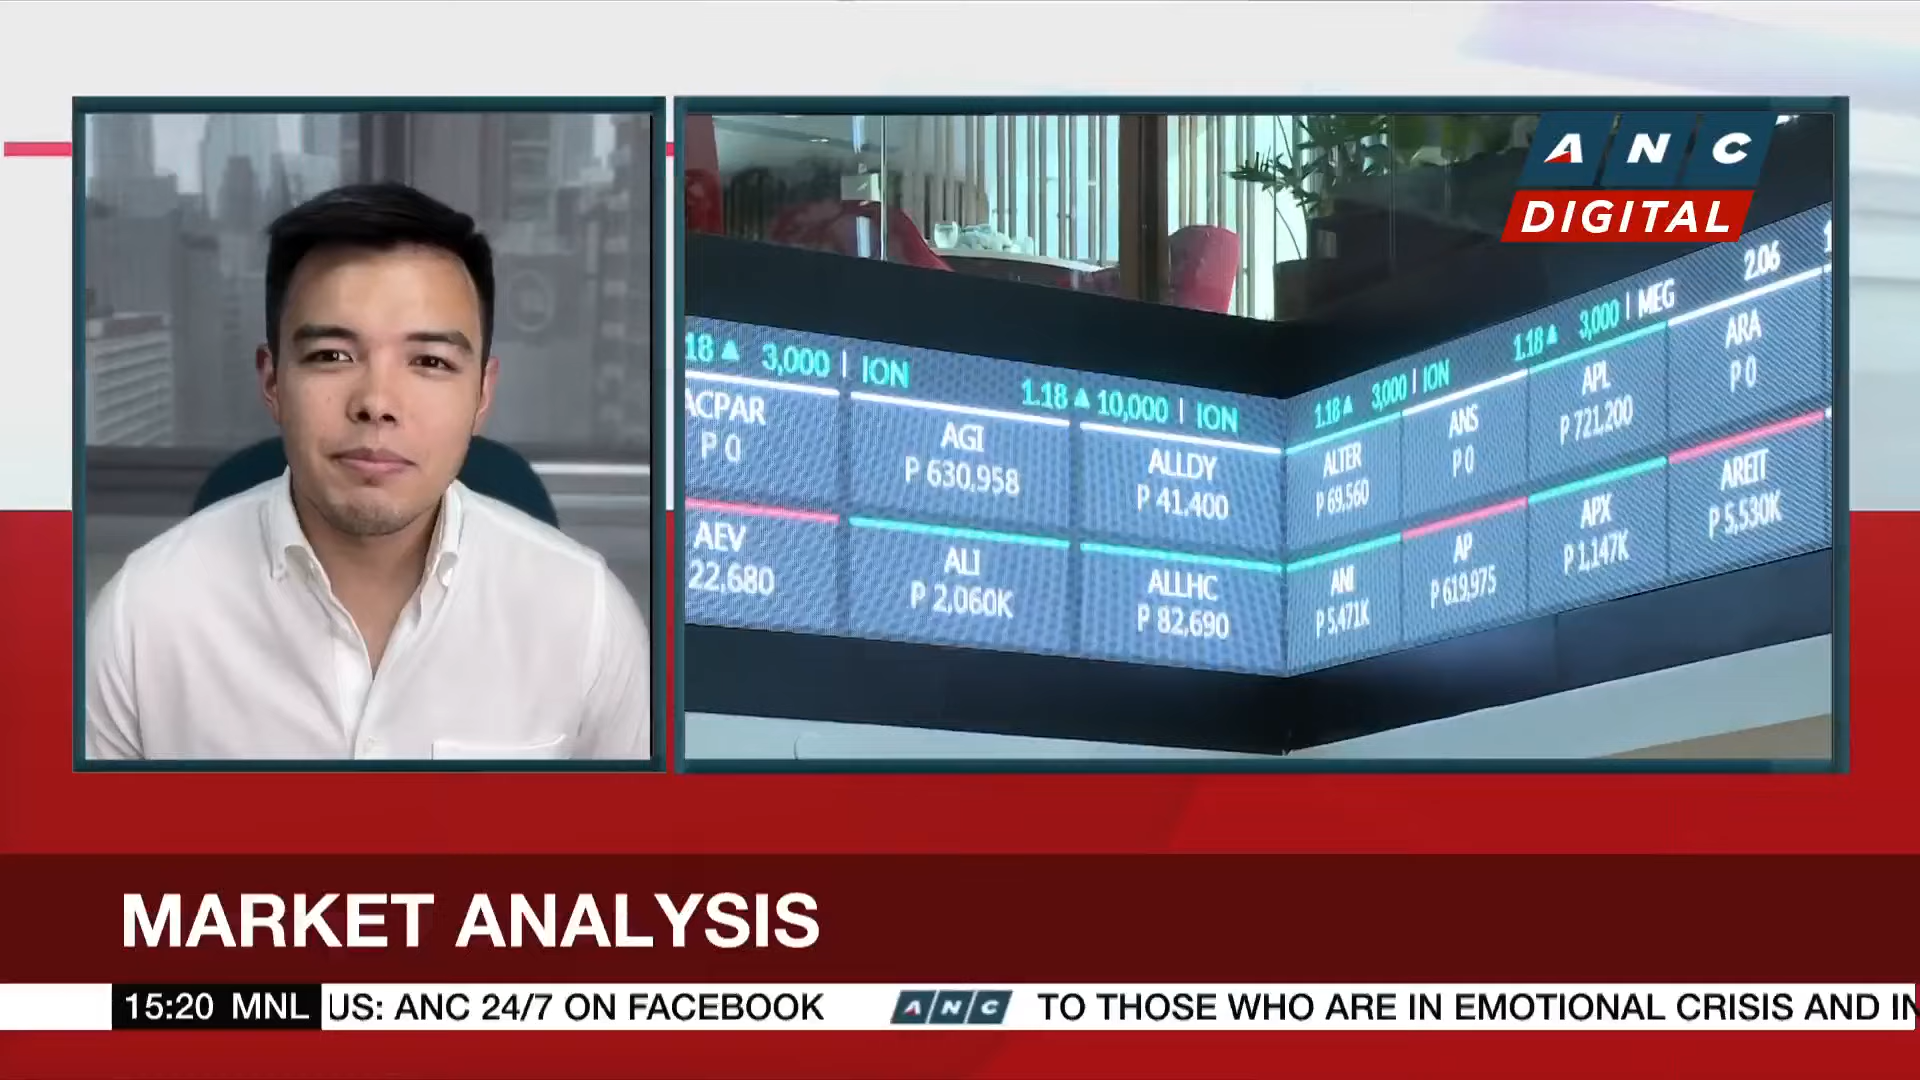 ANC
DIGITAL
2.06
18 ▲ 3,000 | ION 1.18 ▲ 10,000 | ION
1.18 ▲ 3,000 | ION 1.18 ▲ 3,000 | MEG
ACPAR
P 0
AGI
P 630,958
ALLDY
P 41,400
ALTER
P 69,560
ANS
P 0
APL
P 721,200
ARA
P 0
AEV
22,680
ALI
P 2,060K
ALLHC
P 82,690
ANI
P 5,471K
AP
P 619,975
APX
P 1,147K
AREIT
P 5,530K
MARKET ANALYSIS
15:20 MNL US: ANC 24/7 ON FACEBOOK ANC TO THOSE WHO ARE IN EMOTIONAL CRISIS AND IN